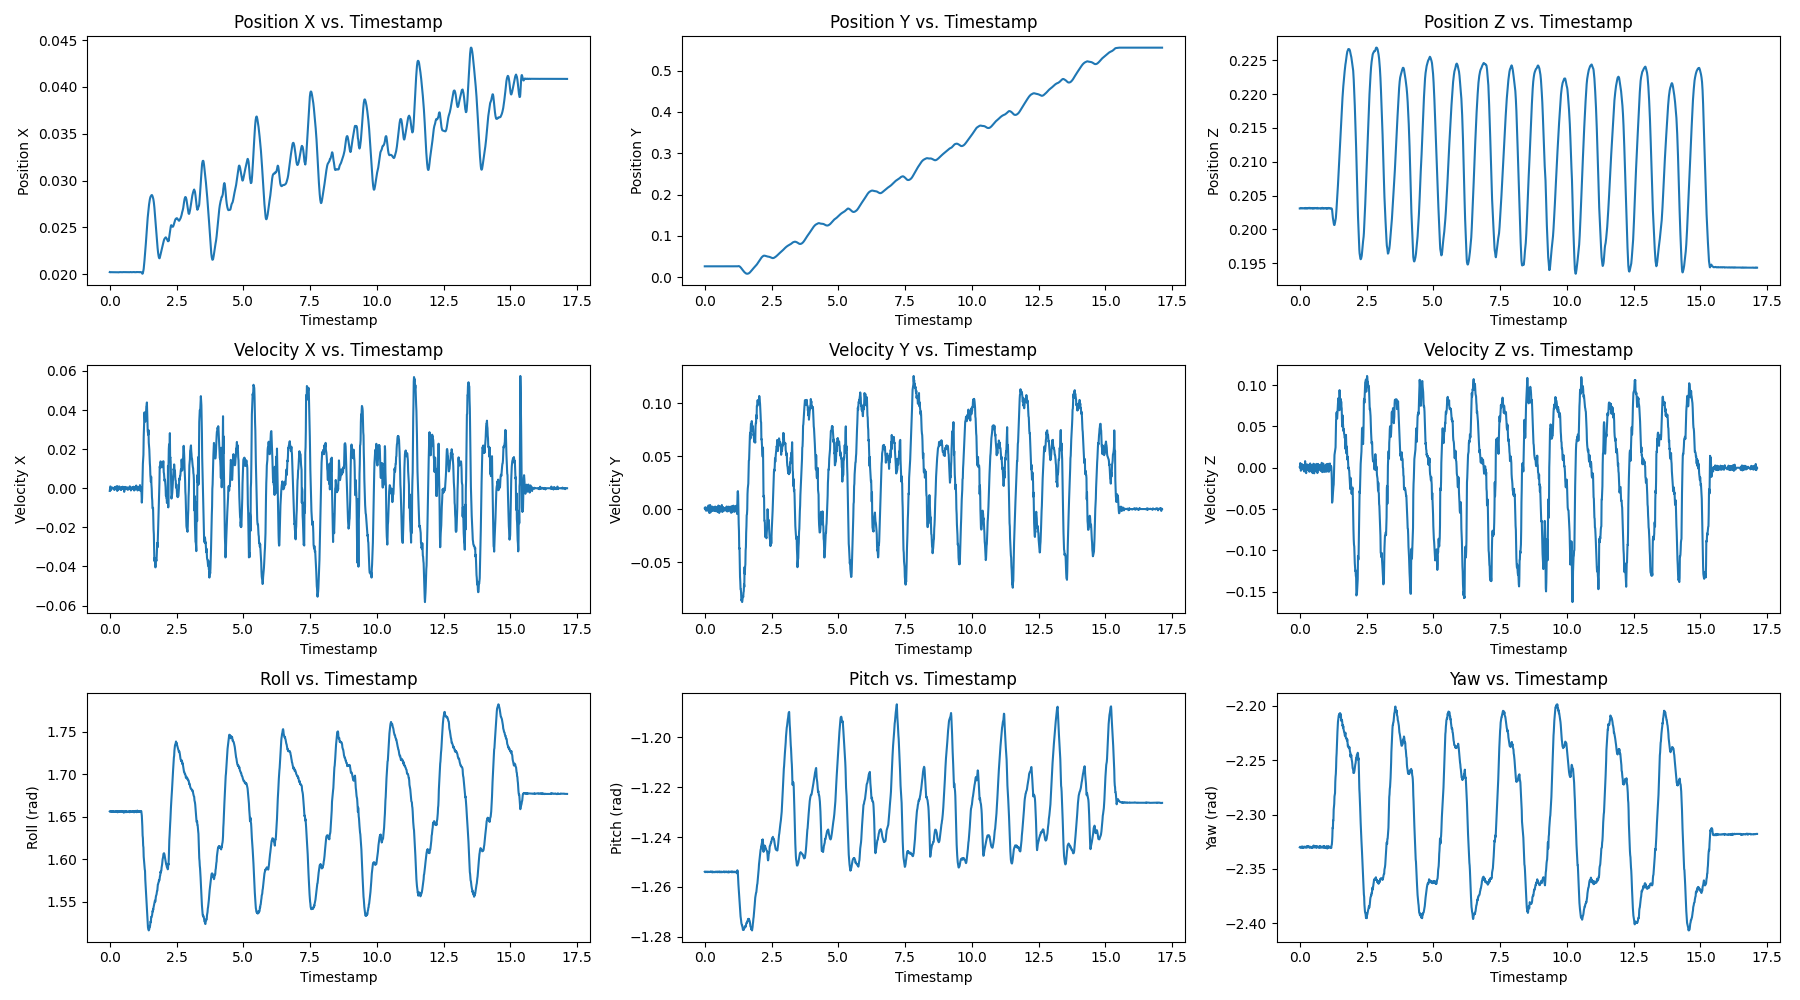 Position X vs. Timestamp
Position X
0.045
0.040
0.035
0.030
0.025
0.020
0.0 2.5 5.0 7.5 10.0 12.5 15.0 17.5
Timestamp
Position Y vs. Timestamp
Position Y
0.5
0.4
0.3
0.2
0.1
0.0
0.0 2.5 5.0 7.5 10.0 12.5 15.0 17.5
Timestamp
Position Z vs. Timestamp
Position Z
0.225
0.220
0.215
0.210
0.205
0.200
0.195
0.0 2.5 5.0 7.5 10.0 12.5 15.0 17.5
Timestamp
Velocity X vs. Timestamp
Velocity X
0.06
0.04
0.02
0.00
−0.02
−0.04
−0.06
0.0 2.5 5.0 7.5 10.0 12.5 15.0 17.5
Timestamp
Velocity Y vs. Timestamp
Velocity Y
0.10
0.05
0.00
−0.05
0.0 2.5 5.0 7.5 10.0 12.5 15.0 17.5
Timestamp
Velocity Z vs. Timestamp
Velocity Z
0.10
0.05
0.00
−0.05
−0.10
−0.15
0.0 2.5 5.0 7.5 10.0 12.5 15.0 17.5
Timestamp
Roll vs. Timestamp
Roll (rad)
1.75
1.70
1.65
1.60
1.55
0.0 2.5 5.0 7.5 10.0 12.5 15.0 17.5
Timestamp
Pitch vs. Timestamp
Pitch (rad)
−1.20
−1.22
−1.24
−1.26
−1.28
0.0 2.5 5.0 7.5 10.0 12.5 15.0 17.5
Timestamp
Yaw vs. Timestamp
Yaw (rad)
−2.20
−2.25
−2.30
−2.35
−2.40
0.0 2.5 5.0 7.5 10.0 12.5 15.0 17.5
Timestamp